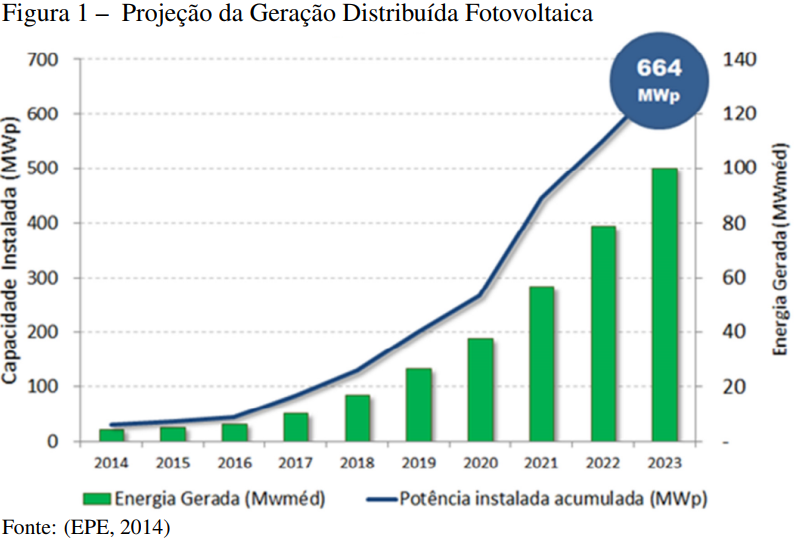 Figura 1 – Projeção da Geração Distribuída Fotovoltaica
664
MWp
Capacidade Instalada (MWp)
700
600
500
400
300
200
100
0
140
120
100
80
60
40
20
-
Energia Gerada (MWméd)
2014 2015 2016 2017 2018 2019 2020 2021 2022 2023
Energia Gerada (Mwméd) Potência instalada acumulada (MWp)
Fonte: (EPE, 2014)